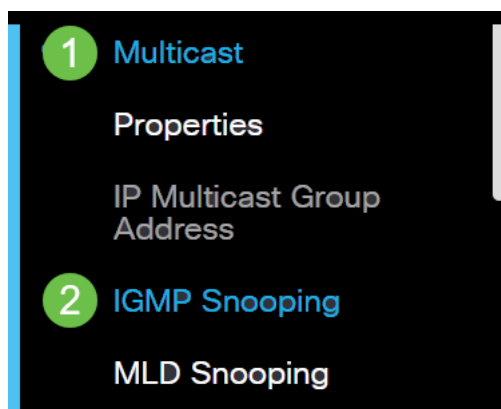 1 Multicast
Properties
IP Multicast Group
Address
2 IGMP Snooping
MLD Snooping